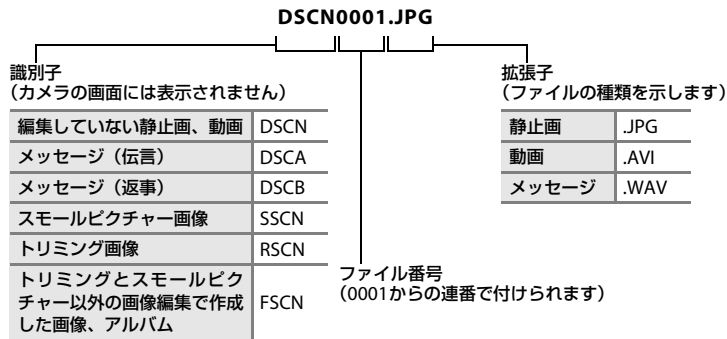 DSCN0001.JPG
識別子
（カメラの画面には表示されません）
編集していない静止画、動画 DSCN
メッセージ（伝言） DSCA
メッセージ（返事） DSCB
スモールピクチャー画像 SSCN
トリミング画像 RSCN
トリミングとスモールピク
チャー以外の画像編集で作成 FSCN
した画像、アルバム
ファイル番号
（0001からの連番で付けられます）
拡張子
（ファイルの種類を示します）
静止画 .JPG
動画 .AVI
メッセージ .WAV